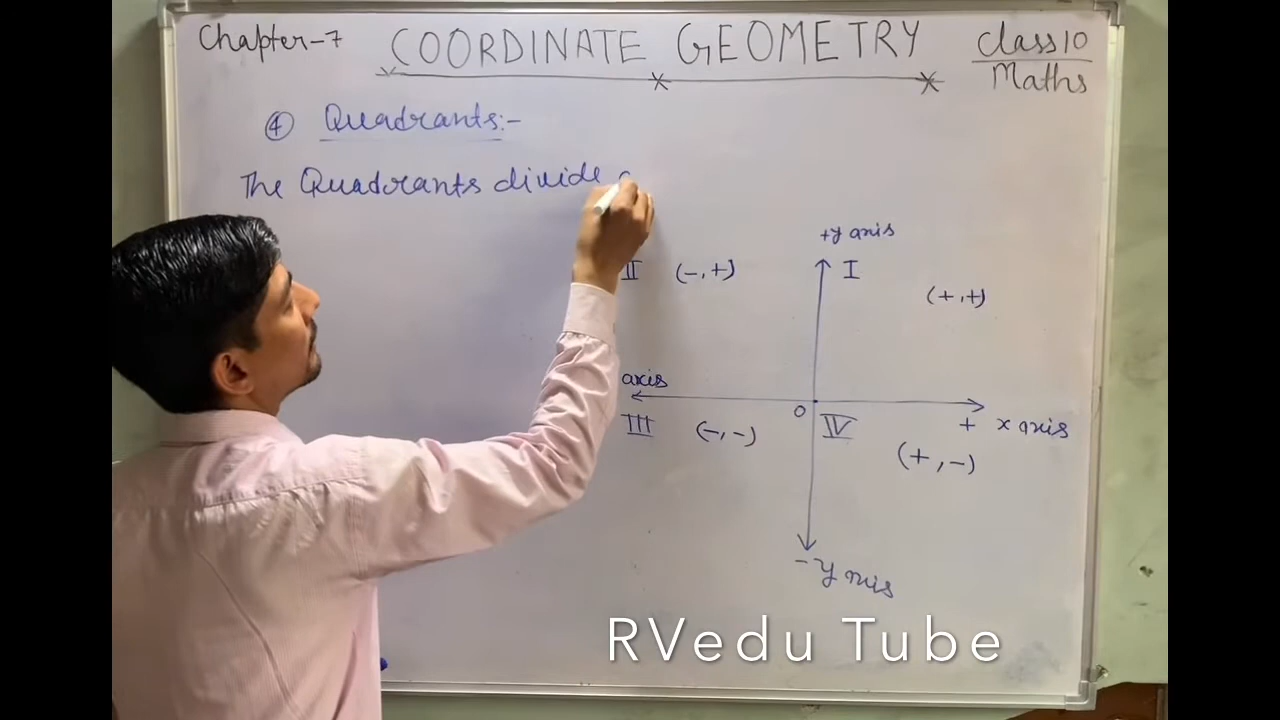 Chapter-7 COORDINATE GEOMETRY Class 10
Maths
④ Quadrants:-
The Quadrants divide
+y axis
II (-,+) I
(+,+)
axis
O
III (-,-) IV + x axis
(+,-)
-y axis
RVedu Tube